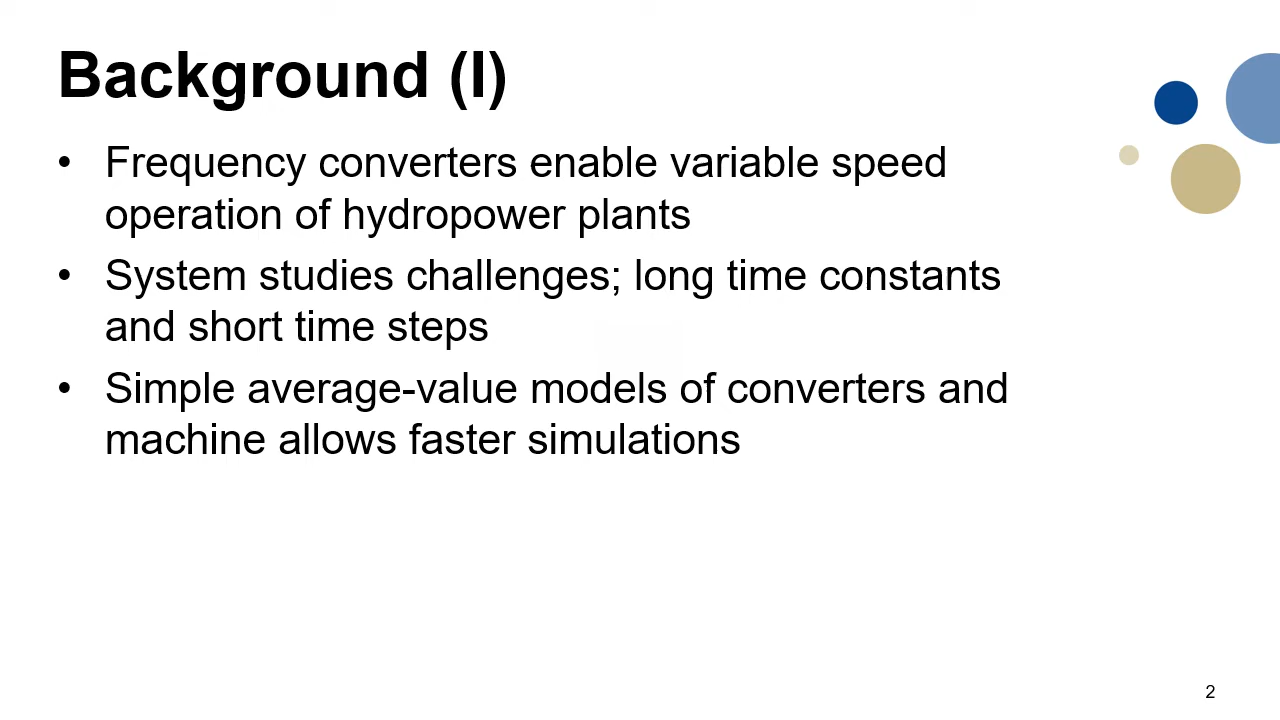 Background (I)
• Frequency converters enable variable speed
operation of hydropower plants
• System studies challenges; long time constants
and short time steps
• Simple average-value models of converters and
machine allows faster simulations
2